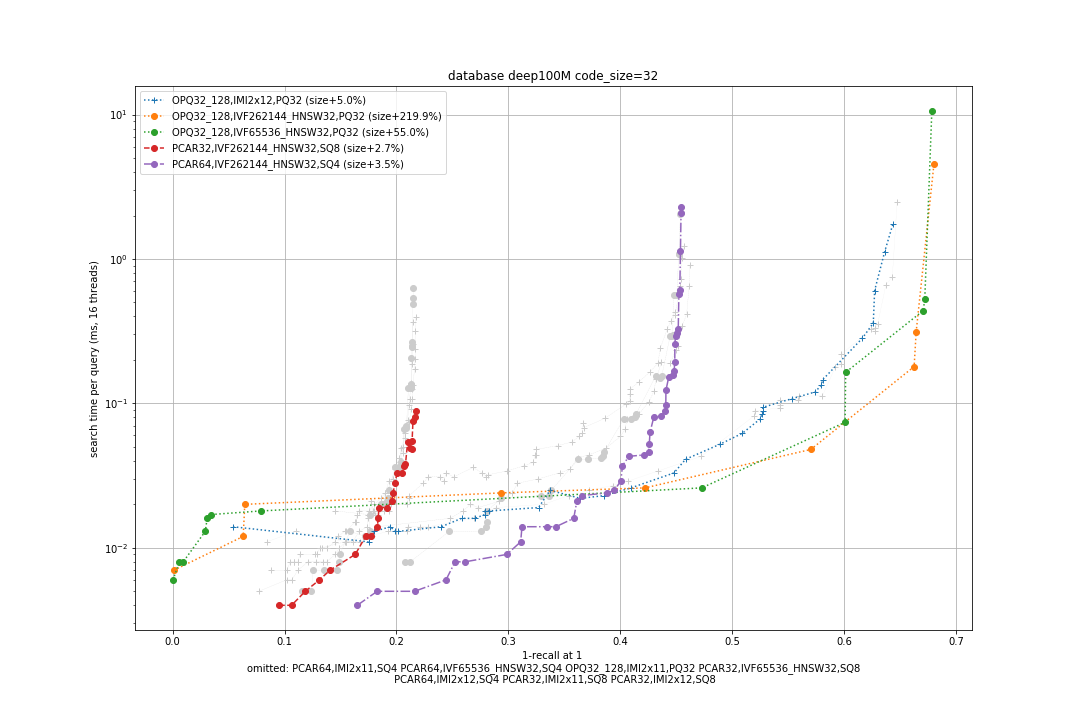 database deep100M code_size=32
OPQ32_128,IMI2x12,PQ32 (size+5.0%)
OPQ32_128,IVF262144_HNSW32,PQ32 (size+219.9%)
OPQ32_128,IVF65536_HNSW32,PQ32 (size+55.0%)
PCAR32,IVF262144_HNSW32,SQ8 (size+2.7%)
PCAR64,IVF262144_HNSW32,SQ4 (size+3.5%)
search time per query (ms, 16 threads)
10¹
10⁰
10⁻¹
10⁻²
0.0 0.1 0.2 0.3 0.4 0.5 0.6 0.7
1-recall at 1
omitted: PCAR64,IMI2x11,SQ4 PCAR64,IVF65536_HNSW32,SQ4 OPQ32_128,IMI2x11,PQ32 PCAR32,IVF65536_HNSW32,SQ8
PCAR64,IMI2x12,SQ4 PCAR32,IMI2x11,SQ8 PCAR32,IMI2x12,SQ8